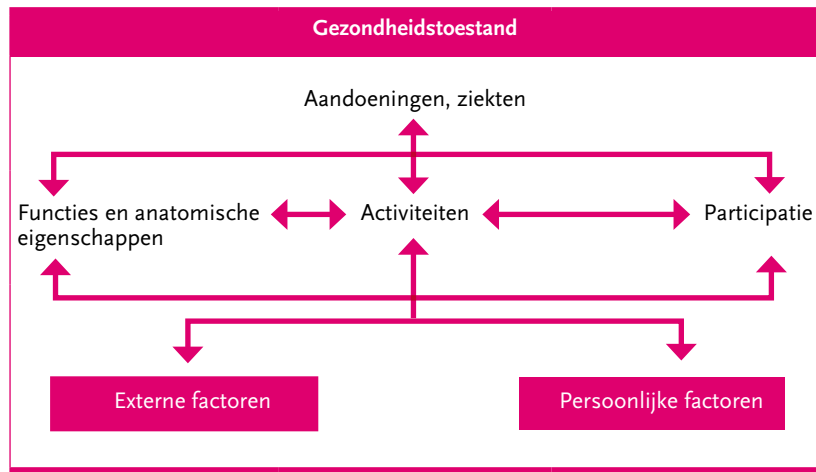 Gezondheidstoestand
Aandoeningen, ziekten
Functies en anatomische
eigenschappen
Activiteiten
Participatie
Externe factoren
Persoonlijke factoren